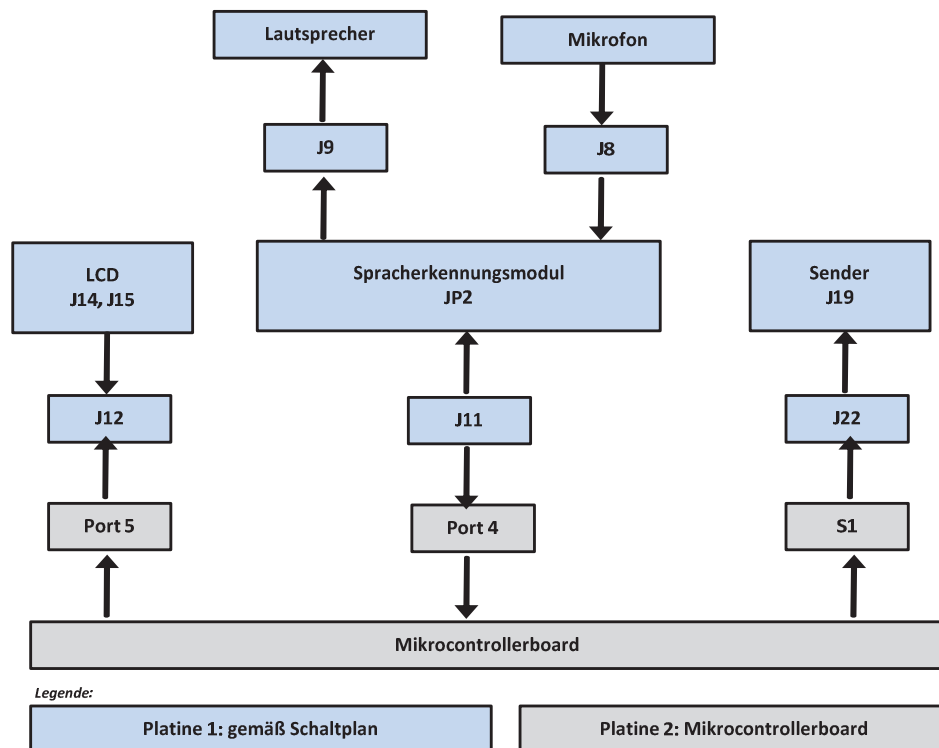 Lautsprecher
Mikrofon
J9
J8
LCD
J14, J15
Spracherkennungsmodul
JP2
Sender
J19
J12
J11
J22
Port 5
Port 4
S1
Mikrocontrollerboard
Legende:
Platine 1: gemäß Schaltplan
Platine 2: Mikrocontrollerboard